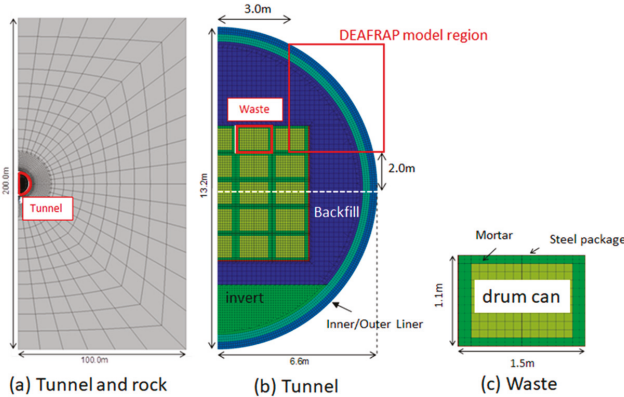 3.0m
DEAFRAP model region
Waste
200.0m
Tunnel
13.2m
2.0m
Backfill
invert
Inner/Outer Liner
100.0m
6.6m
Mortar
Steel package
drum can
1.1m
1.5m
(a) Tunnel and rock
(b) Tunnel
(c) Waste